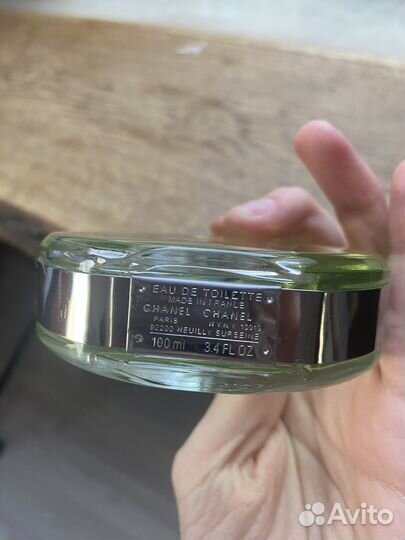 EAU DE TOILETTE
MADE IN FRANCE
CHANEL CHANEL
PARIS N.Y.N.Y. 10019
92200 NEUILLY SUR SEINE
100 ml 3.4 FL OZ
Avito